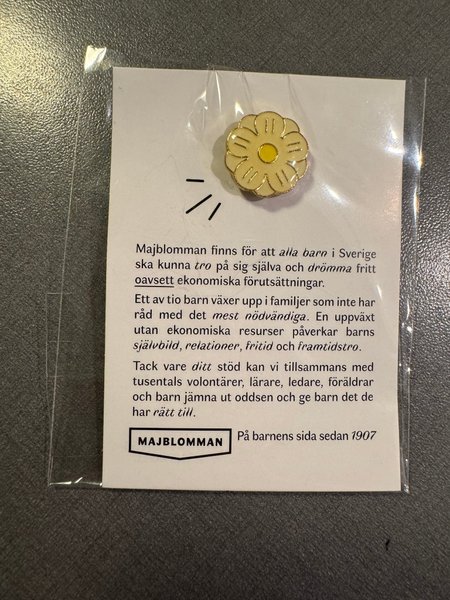 Majblomman finns för att alla barn i Sverige
ska kunna tro på sig själva och drömma fritt
oavsett ekonomiska förutsättningar.
Ett av tio barn växer upp i familjer som inte har
råd med det mest nödvändiga. En uppväxt
utan ekonomiska resurser påverkar barns
självbild, relationer, fritid och framtidstro.
Tack vare ditt stöd kan vi tillsammans med
tusentals volontärer, lärare, ledare, föräldrar
och barn jämna ut oddsen och ge barn det de
har rätt till.
MAJBLOMMAN På barnens sida sedan 1907